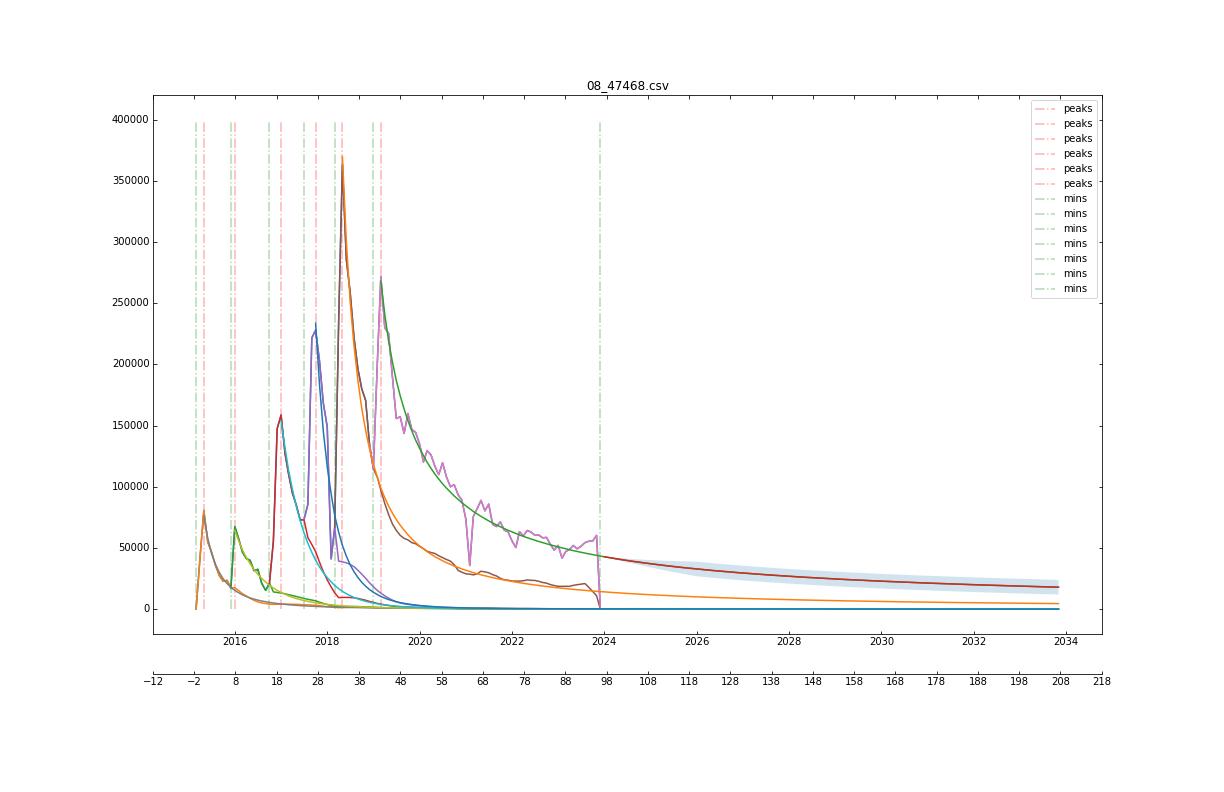 08_47468.csv
peaks
peaks
peaks
peaks
peaks
peaks
mins
mins
mins
mins
mins
mins
mins
400000
350000
300000
250000
200000
150000
100000
50000
0
2016 2018 2020 2022 2024 2026 2028 2030 2032 2034
−12 −2 8 18 28 38 48 58 68 78 88 98 108 118 128 138 148 158 168 178 188 198 208 218